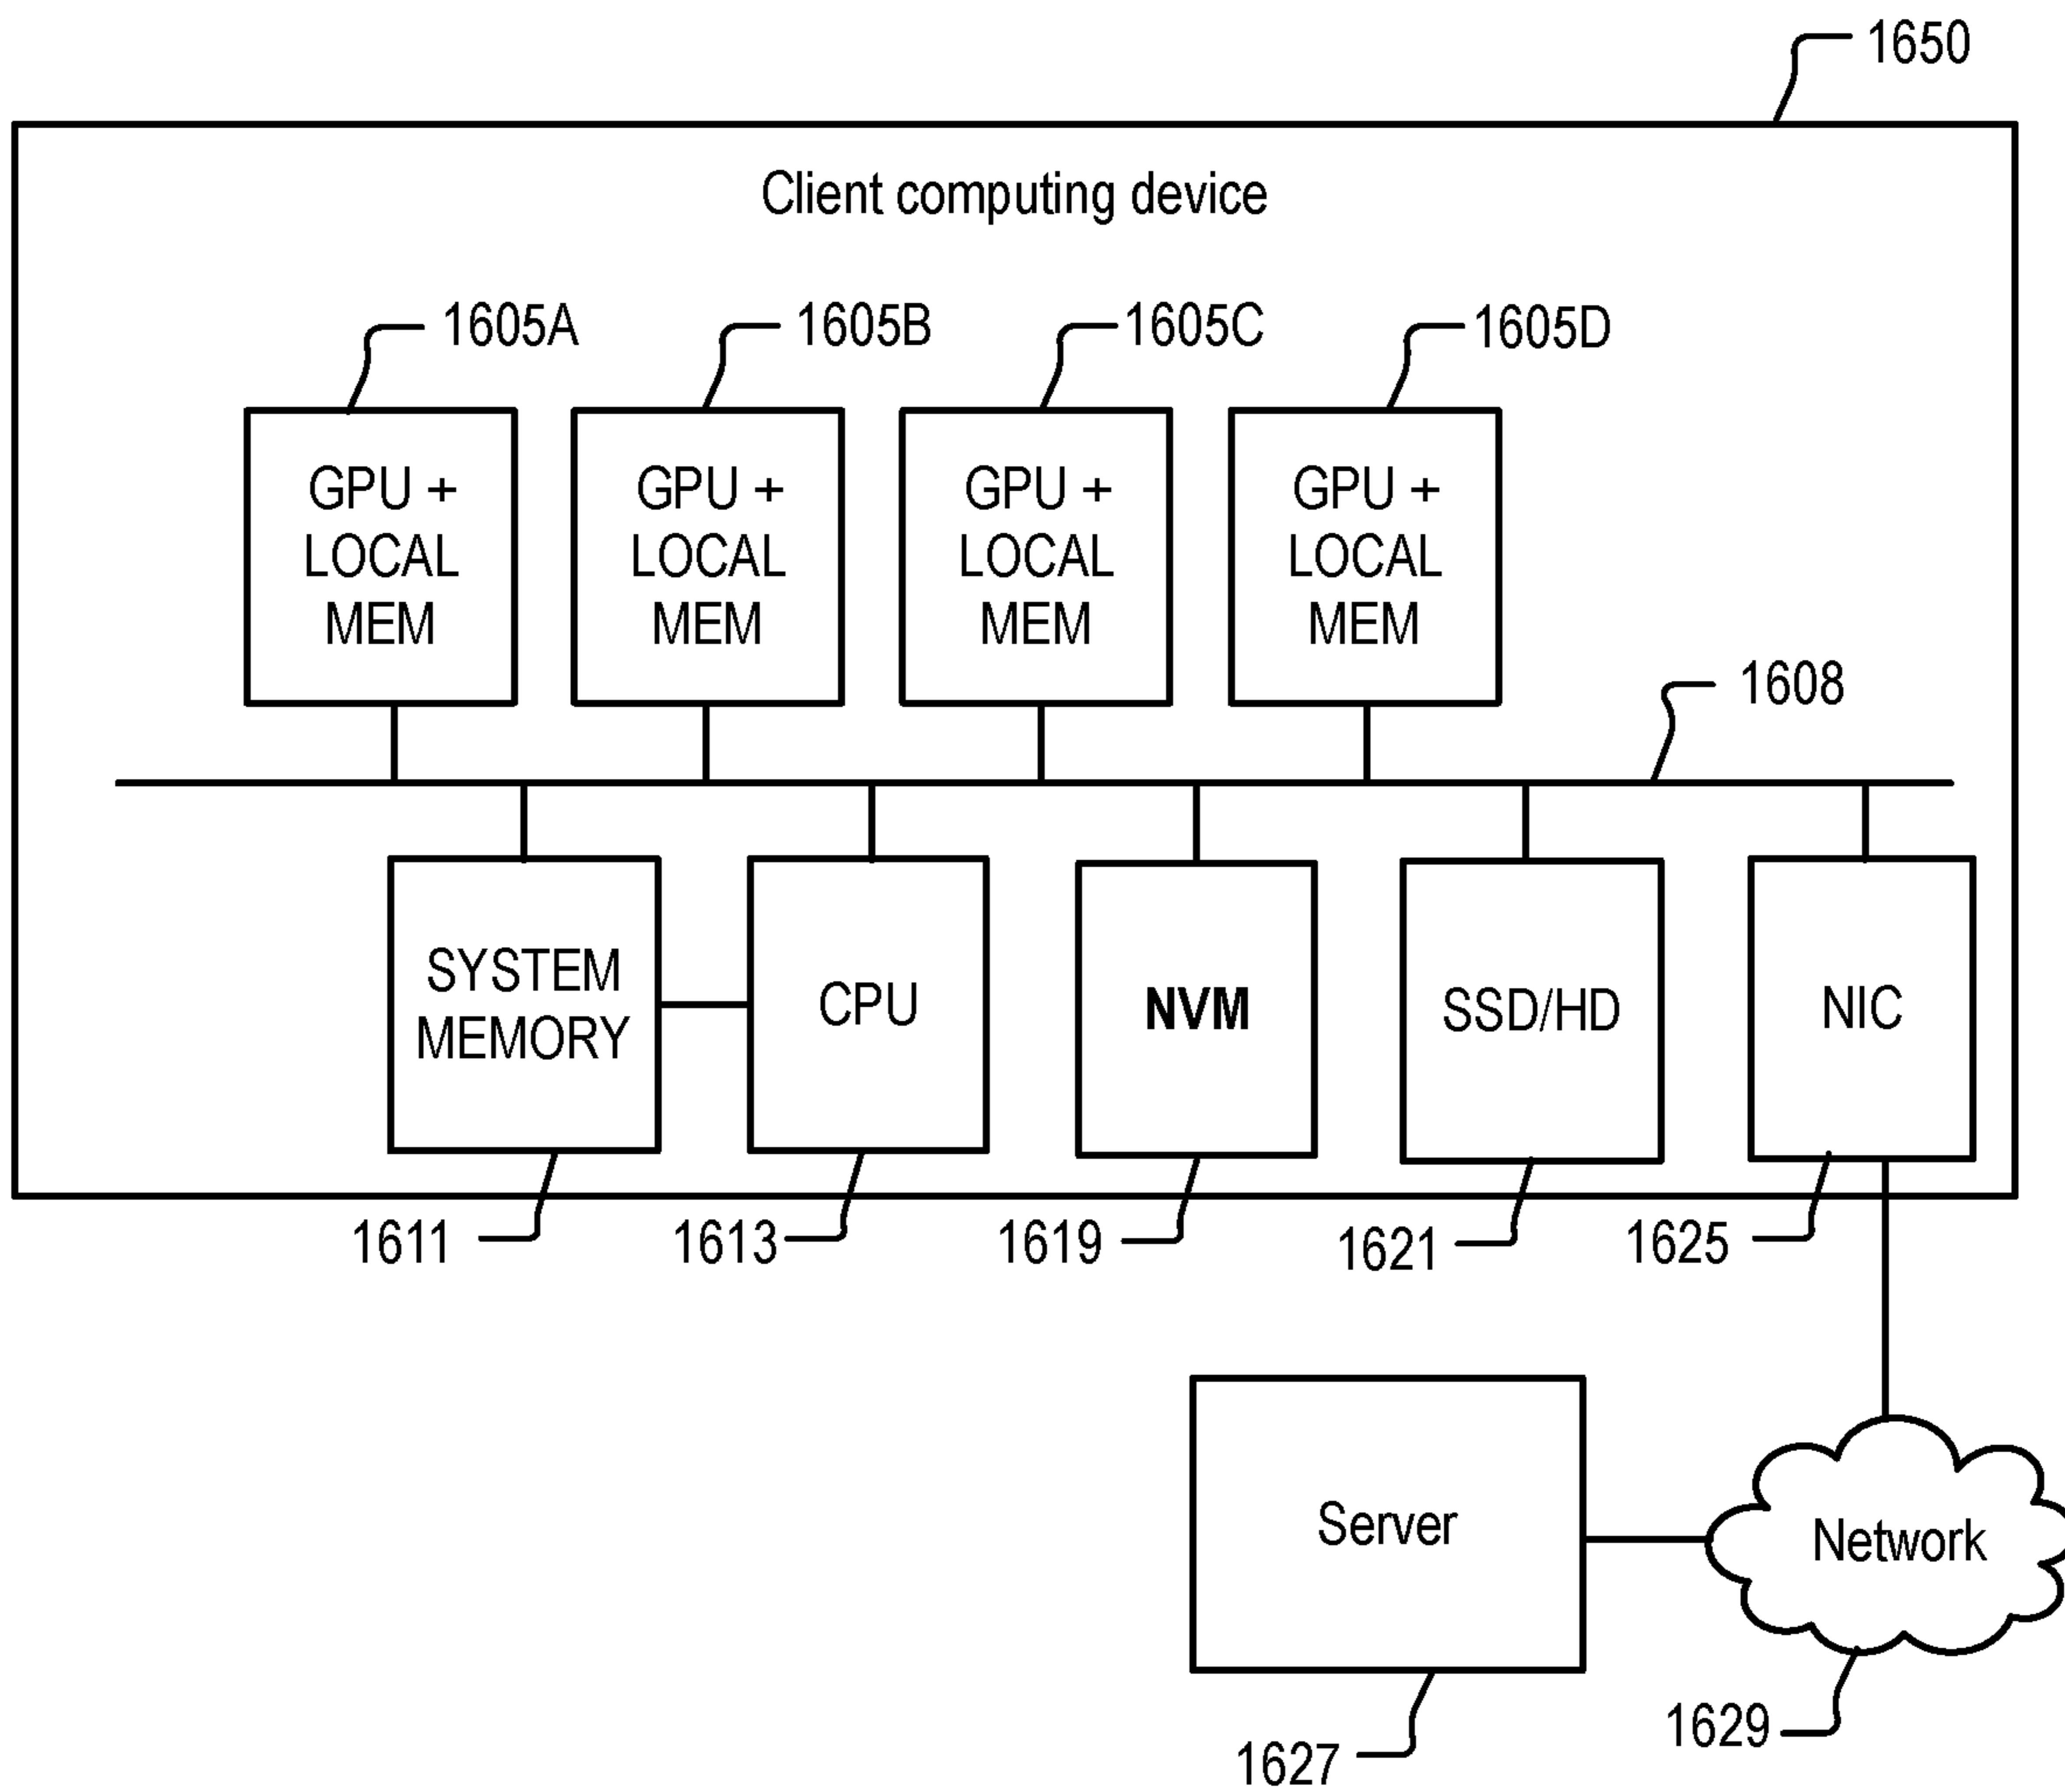 1650
Client computing device
1605A
1605B
1605C
1605D
GPU +
LOCAL
MEM
GPU +
LOCAL
MEM
GPU +
LOCAL
MEM
GPU +
LOCAL
MEM
1608
SYSTEM
MEMORY
CPU
NVM
SSD/HD
NIC
1611
1613
1619
1621
1625
Server
Network
1627
1629